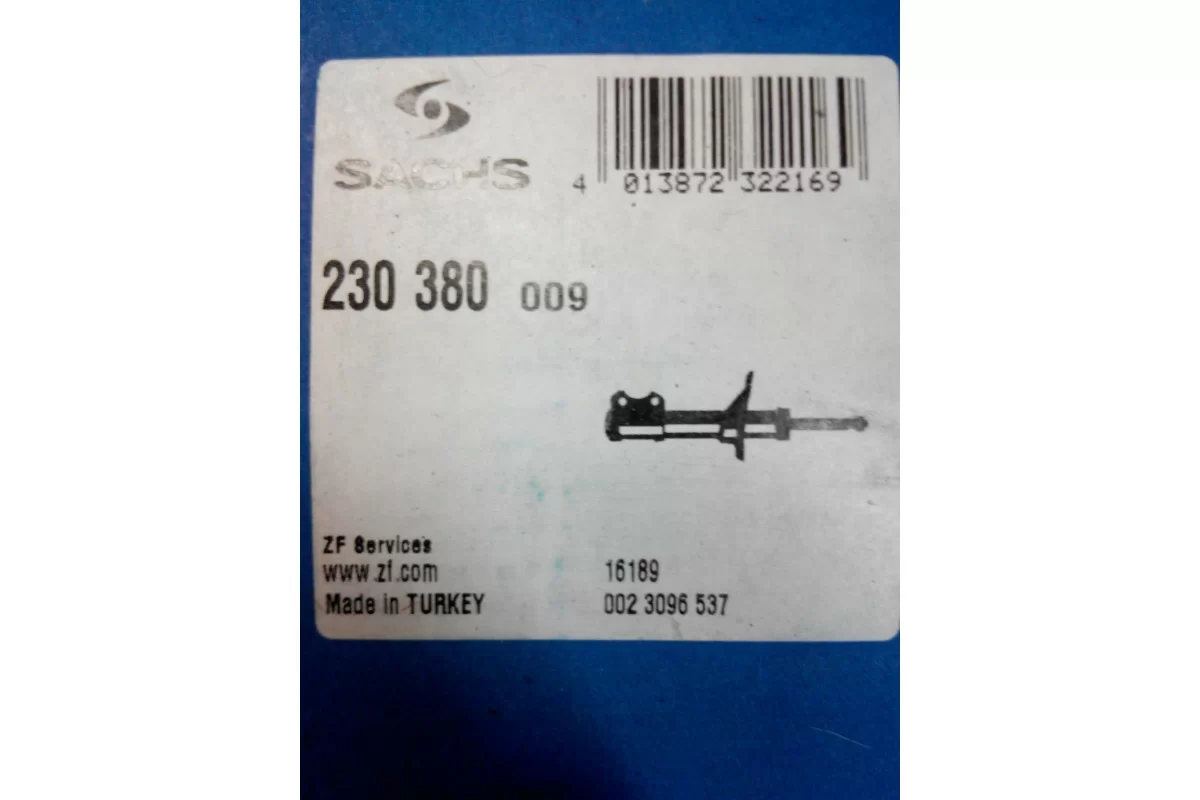 SACHS
4 013872 322169
230 380 009
ZF Services
www.zf.com
Made in TURKEY
16189
002 3096 537